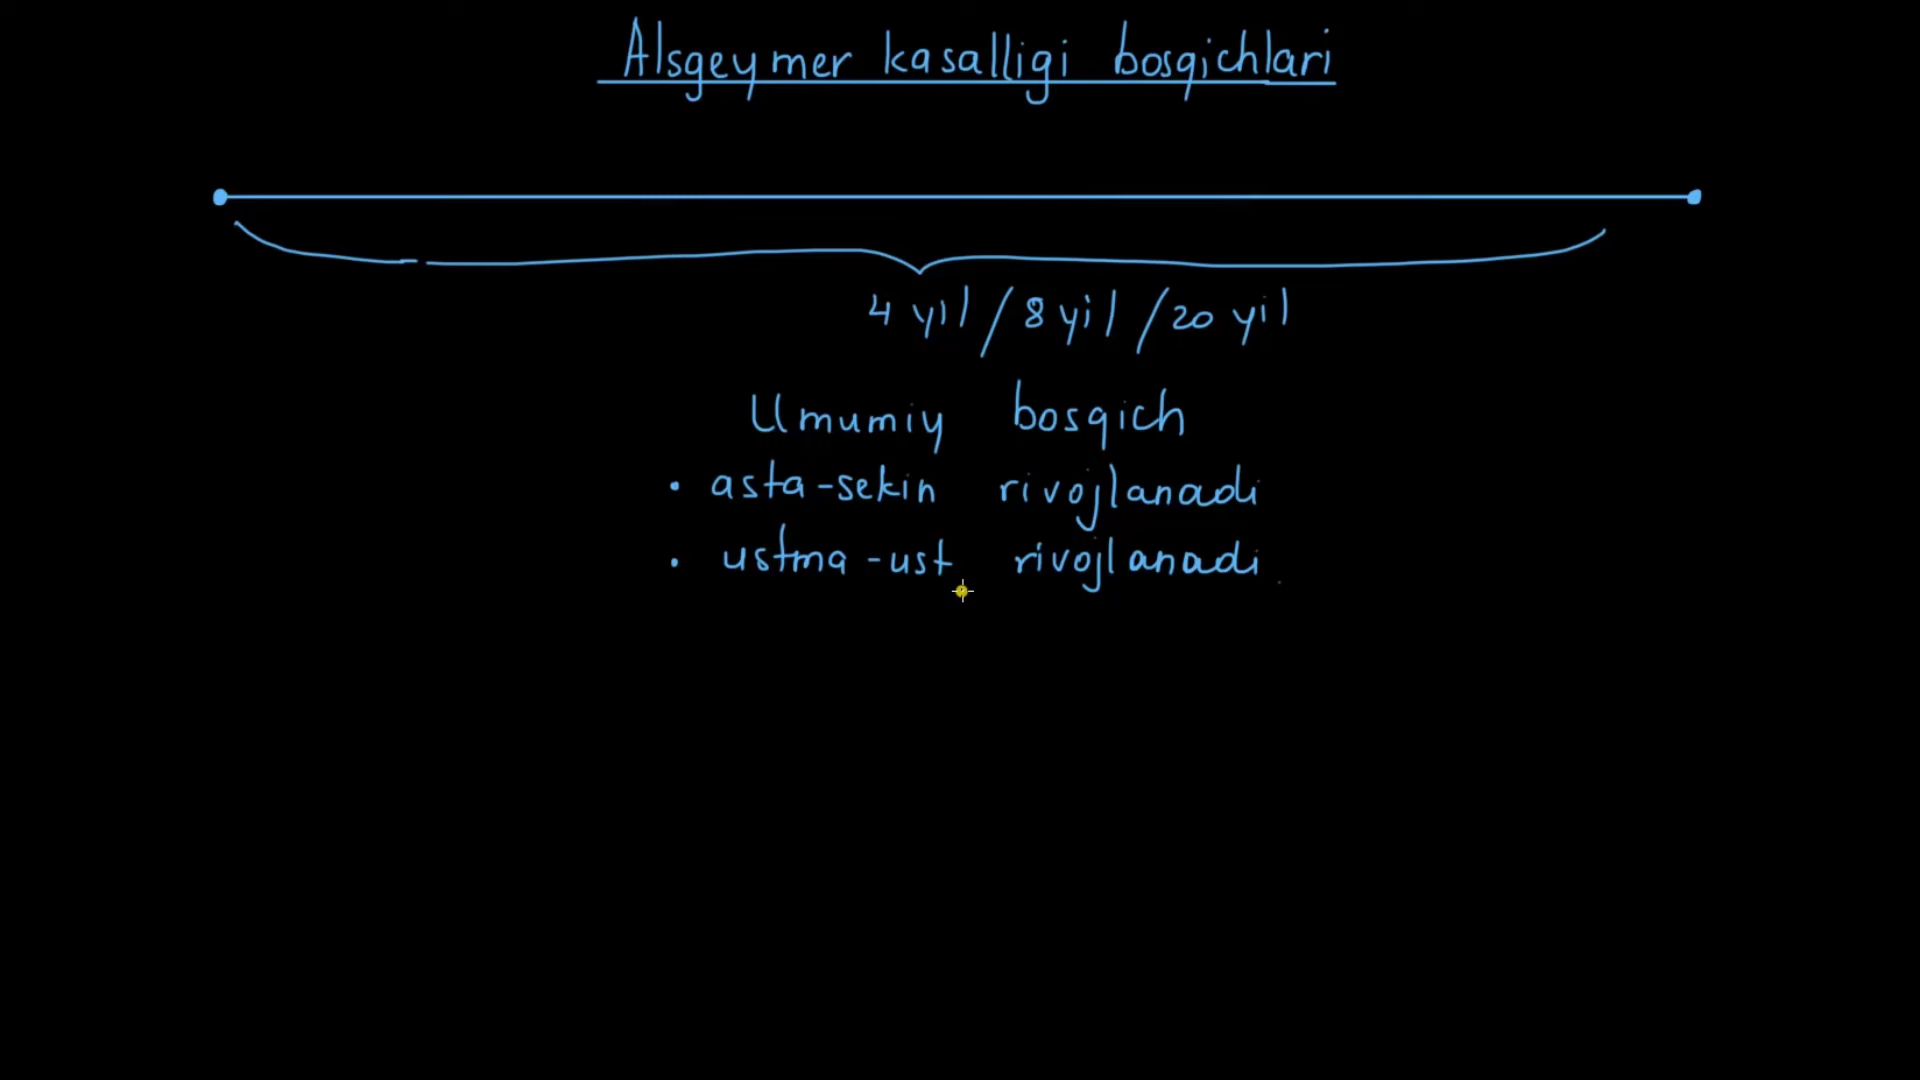 Alsgeymer kasalligi bosqichlari
4 yil / 8 yil / 20 yil
Umumiy bosqich
• asta-sekin rivojlanadi
• ustma-ust rivojlanadi